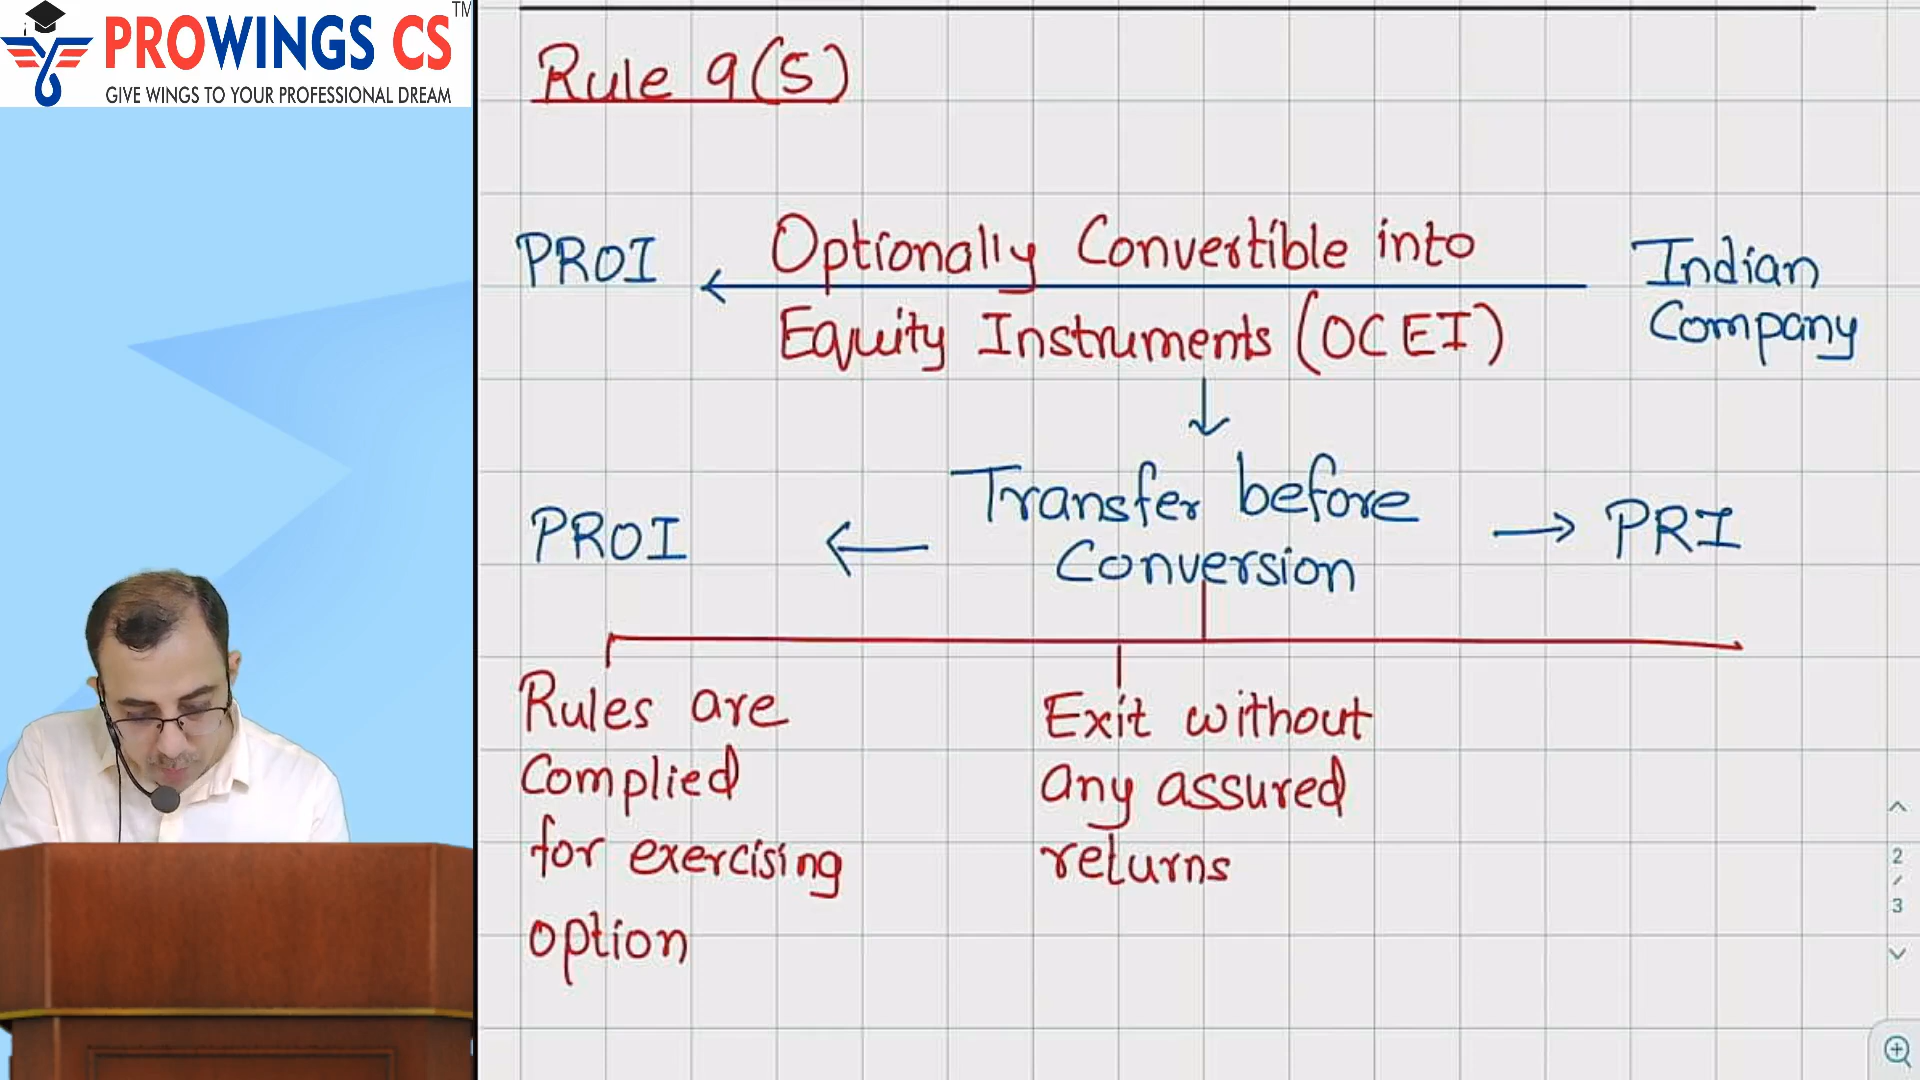 PROWINGS CS TM
GIVE WINGS TO YOUR PROFESSIONAL DREAM
Rule 9(5)
PROI
Optionally Convertible into
Equity Instruments (OCEI)
Indian
Company
PROI
Transfer before
Conversion
PRI
Rules are
Complied
for exercising
option
Exit without
any assured
returns
2
/
3